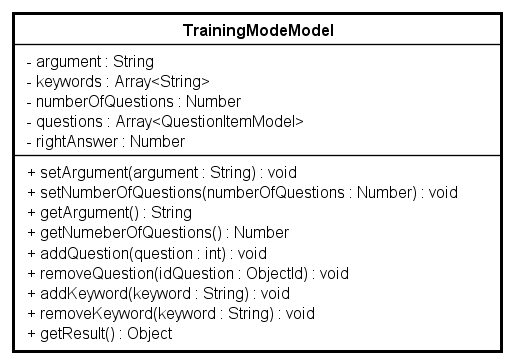 TrainingModeModel
- argument : String
- keywords : Array<String>
- numberOfQuestions : Number
- questions : Array<QuestionItemModel>
- rightAnswer : Number
+ setArgument(argument : String) : void
+ setNumberOfQuestions(numberOfQuestions : Number) : void
+ getArgument() : String
+ getNumeberOfQuestions() : Number
+ addQuestion(question : int) : void
+ removeQuestion(idQuestion : ObjectId) : void
+ addKeyword(keyword : String) : void
+ removeKeyword(keyword : String) : void
+ getResult() : Object